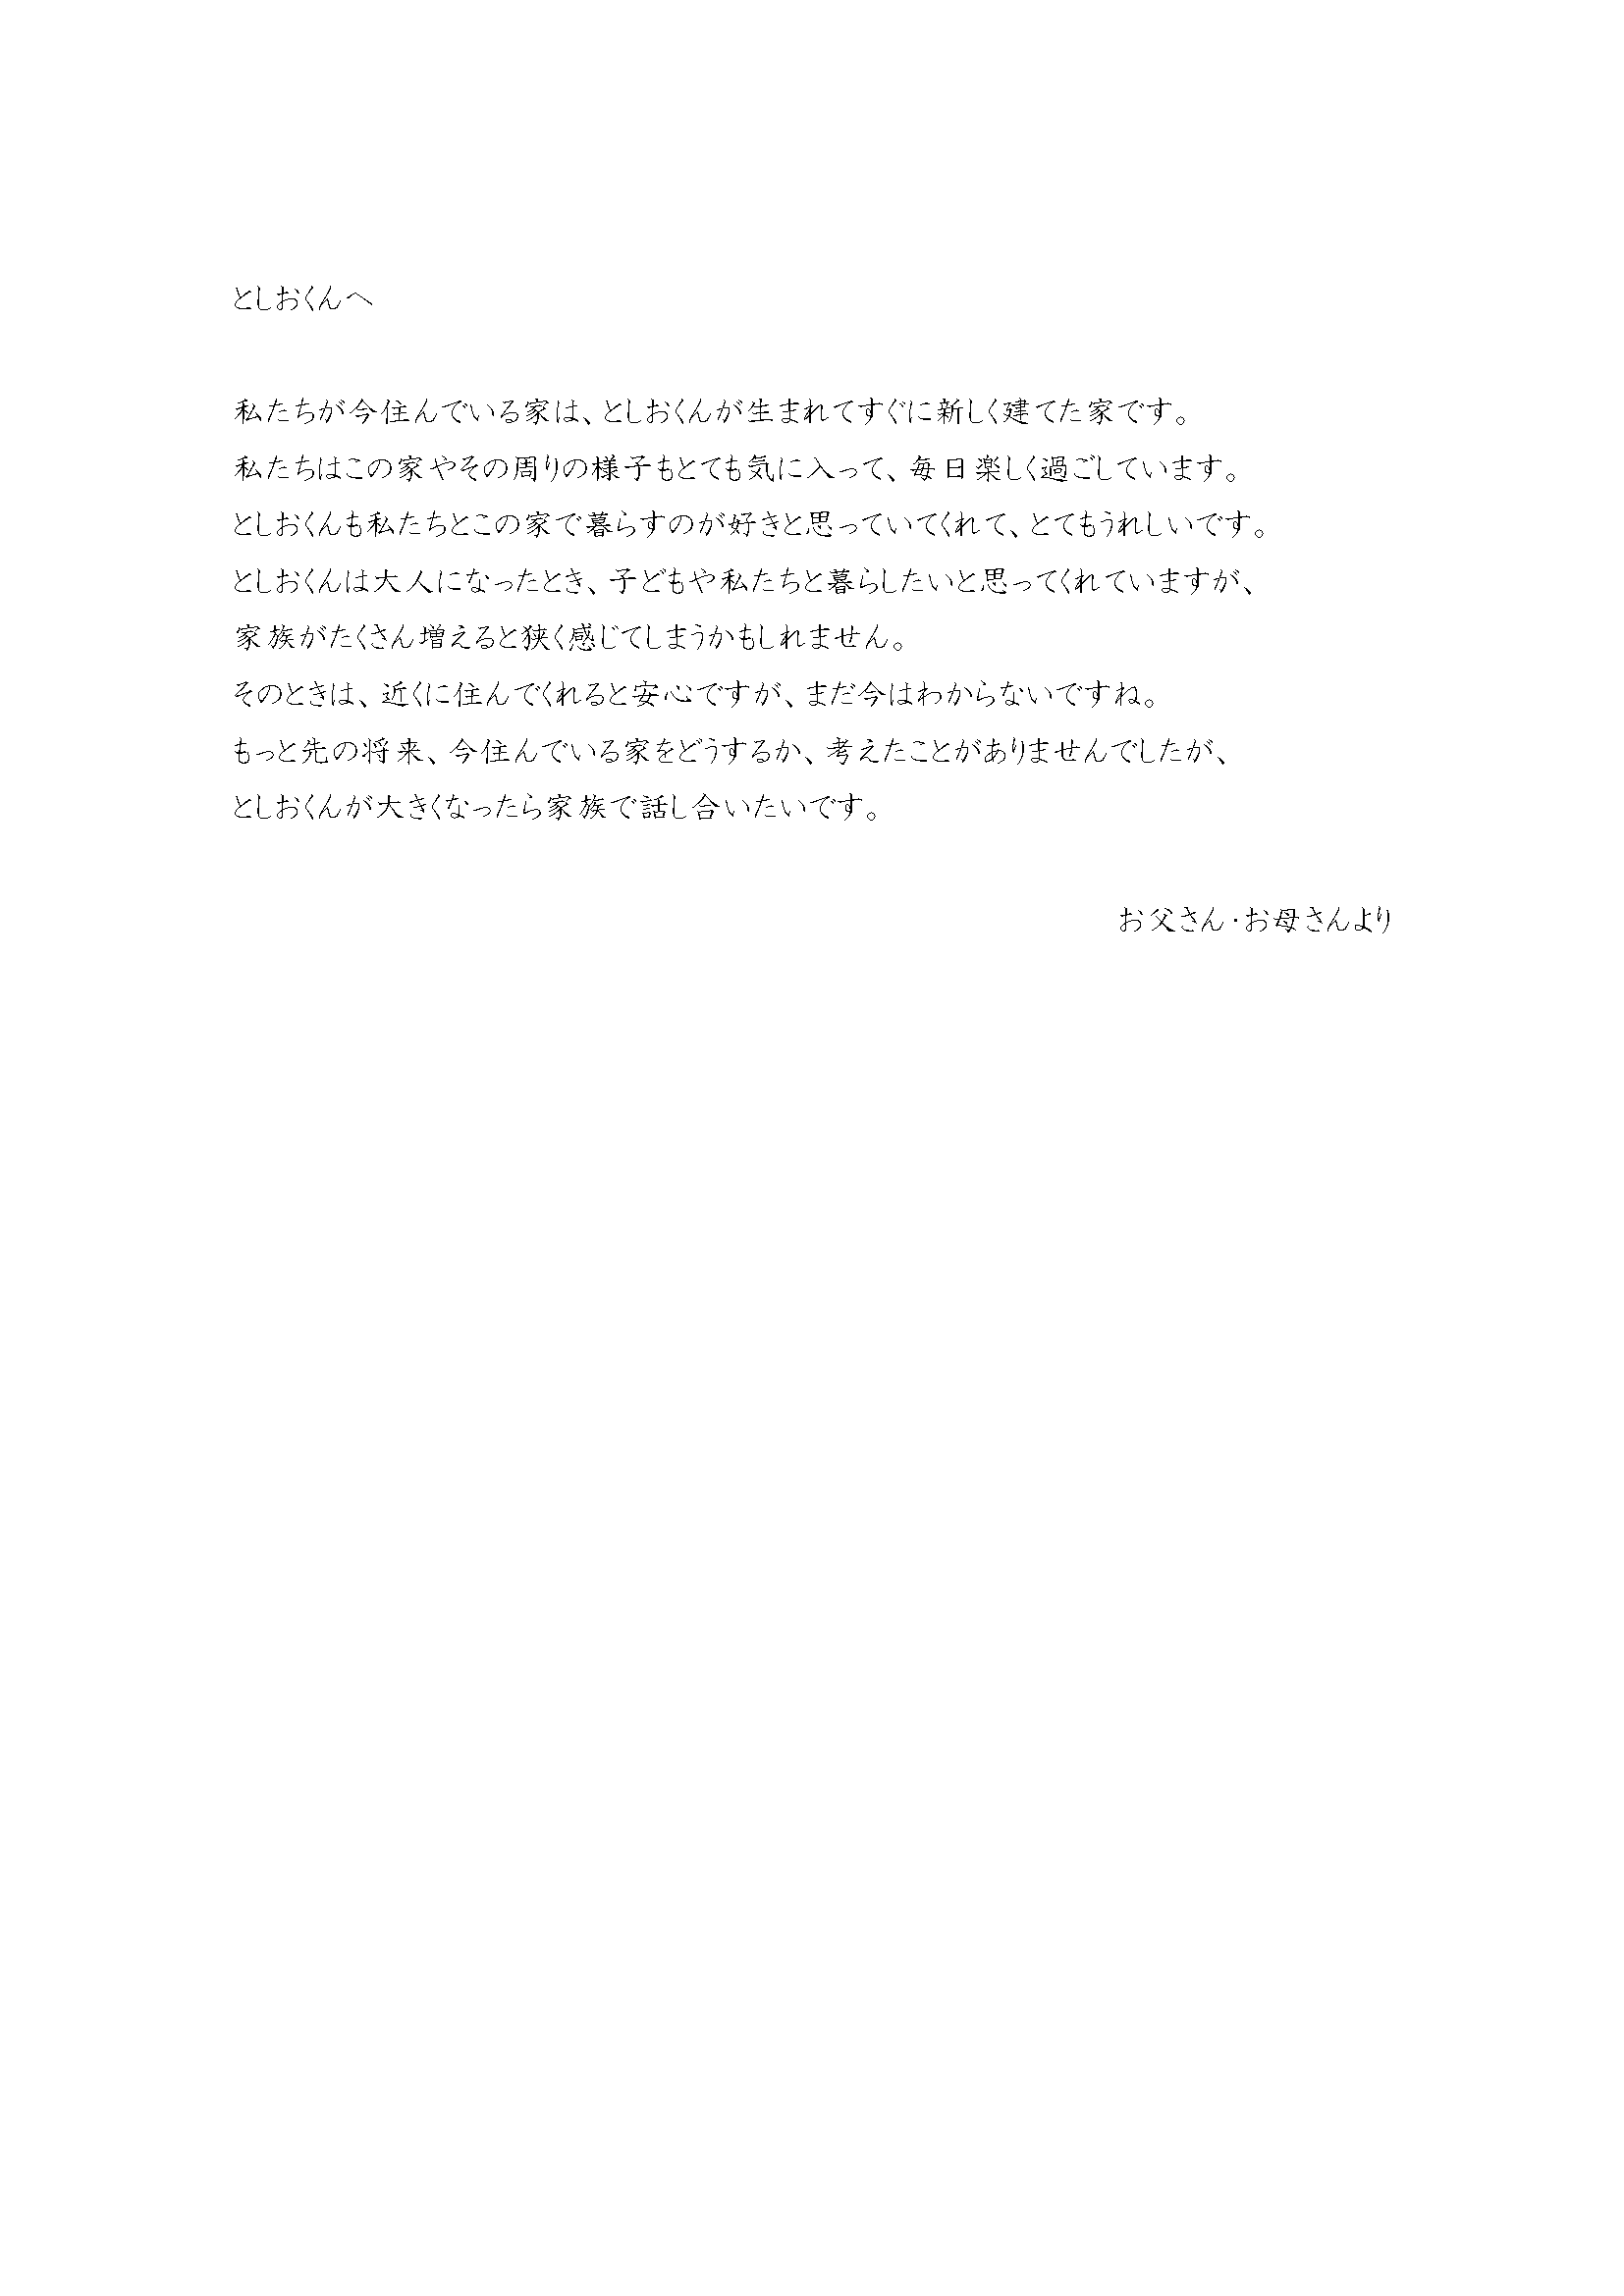 としおくんへ
私たちが今住んでいる家は、としおくんが生まれてすぐに新しく建てた家です。
私たちはこの家やその周りの様子もとても気に入って、毎日楽しく過ごしています。
としおくんも私たちとこの家で暮らすのが好きと思っていてくれて、とてもうれしいです。
としおくんは大人になったとき、子どもや私たちと暮らしたいと思ってくれていますが、
家族がたくさん増えると狭く感じてしまうかもしれません。
そのときは、近くに住んでくれると安心ですが、まだ今はわからないですね。
もっと先の将来、今住んでいる家をどうするか、考えたことがありませんでしたが、
としおくんが大きくなったら家族で話し合いたいです。
お父さん・お母さんより